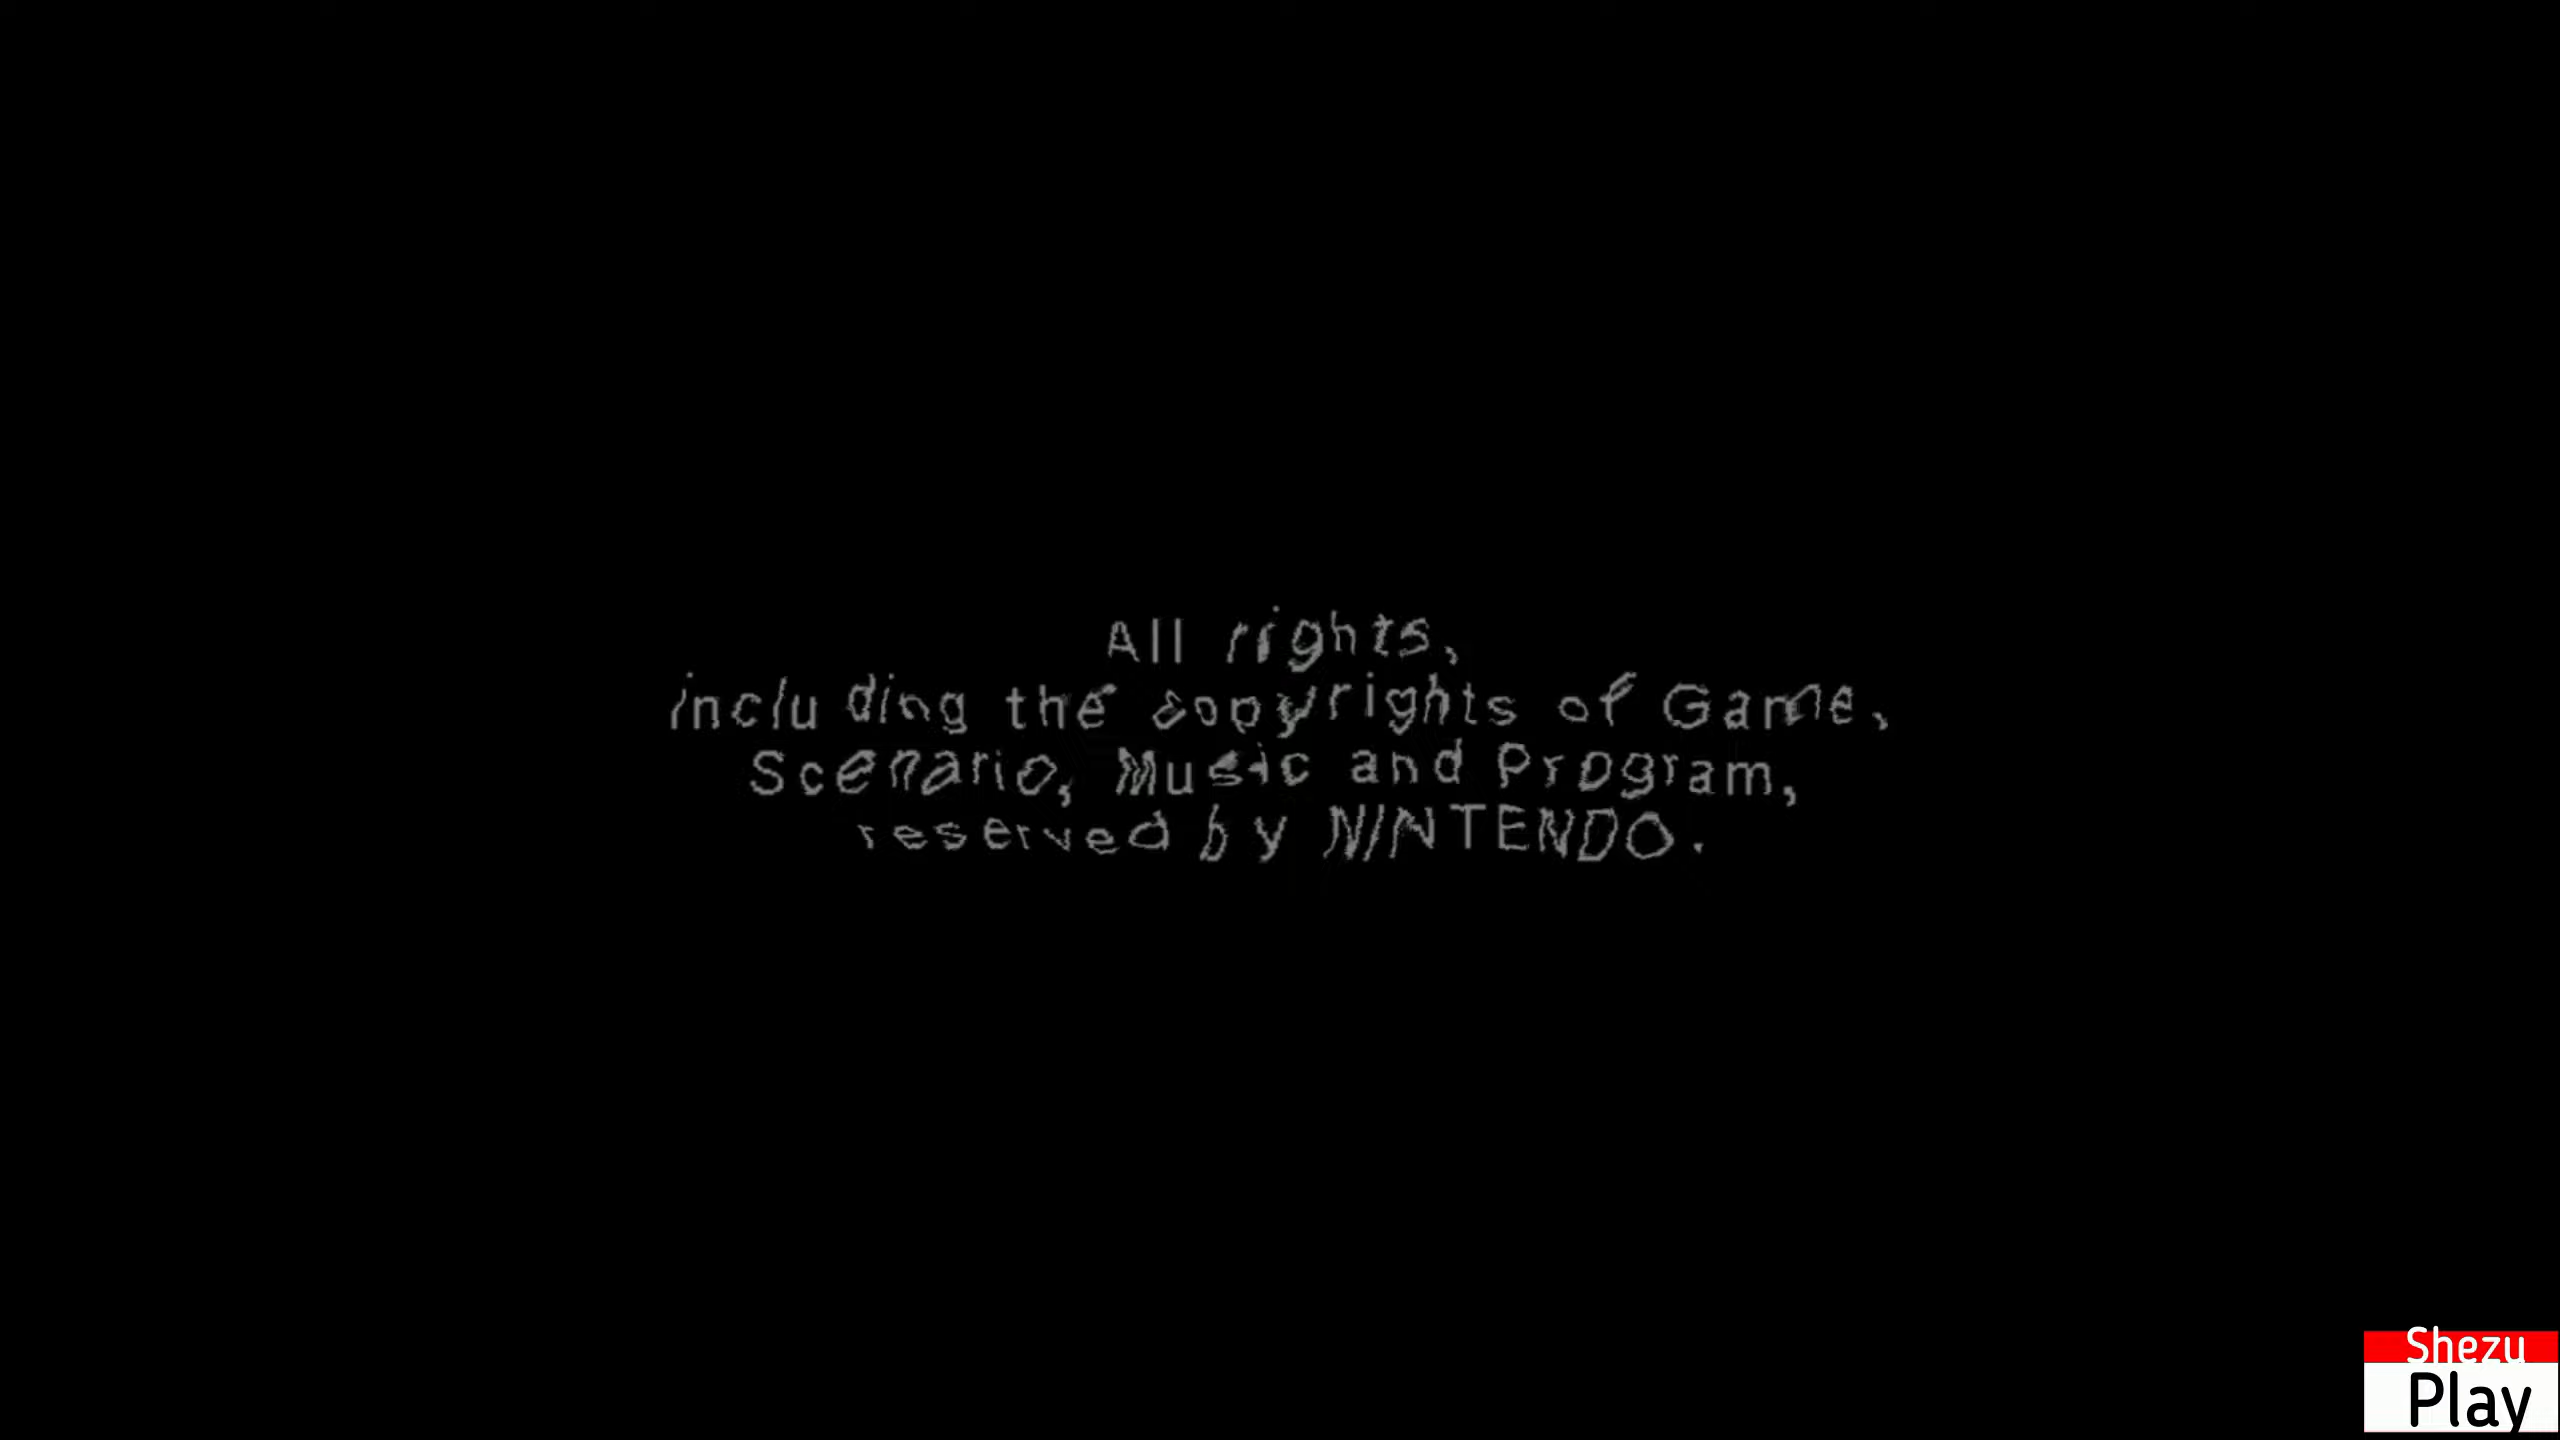 All rights,
including the copyrights of Game,
Scenario, Music and Program,
reserved by NINTENDO.
Shezu
Play